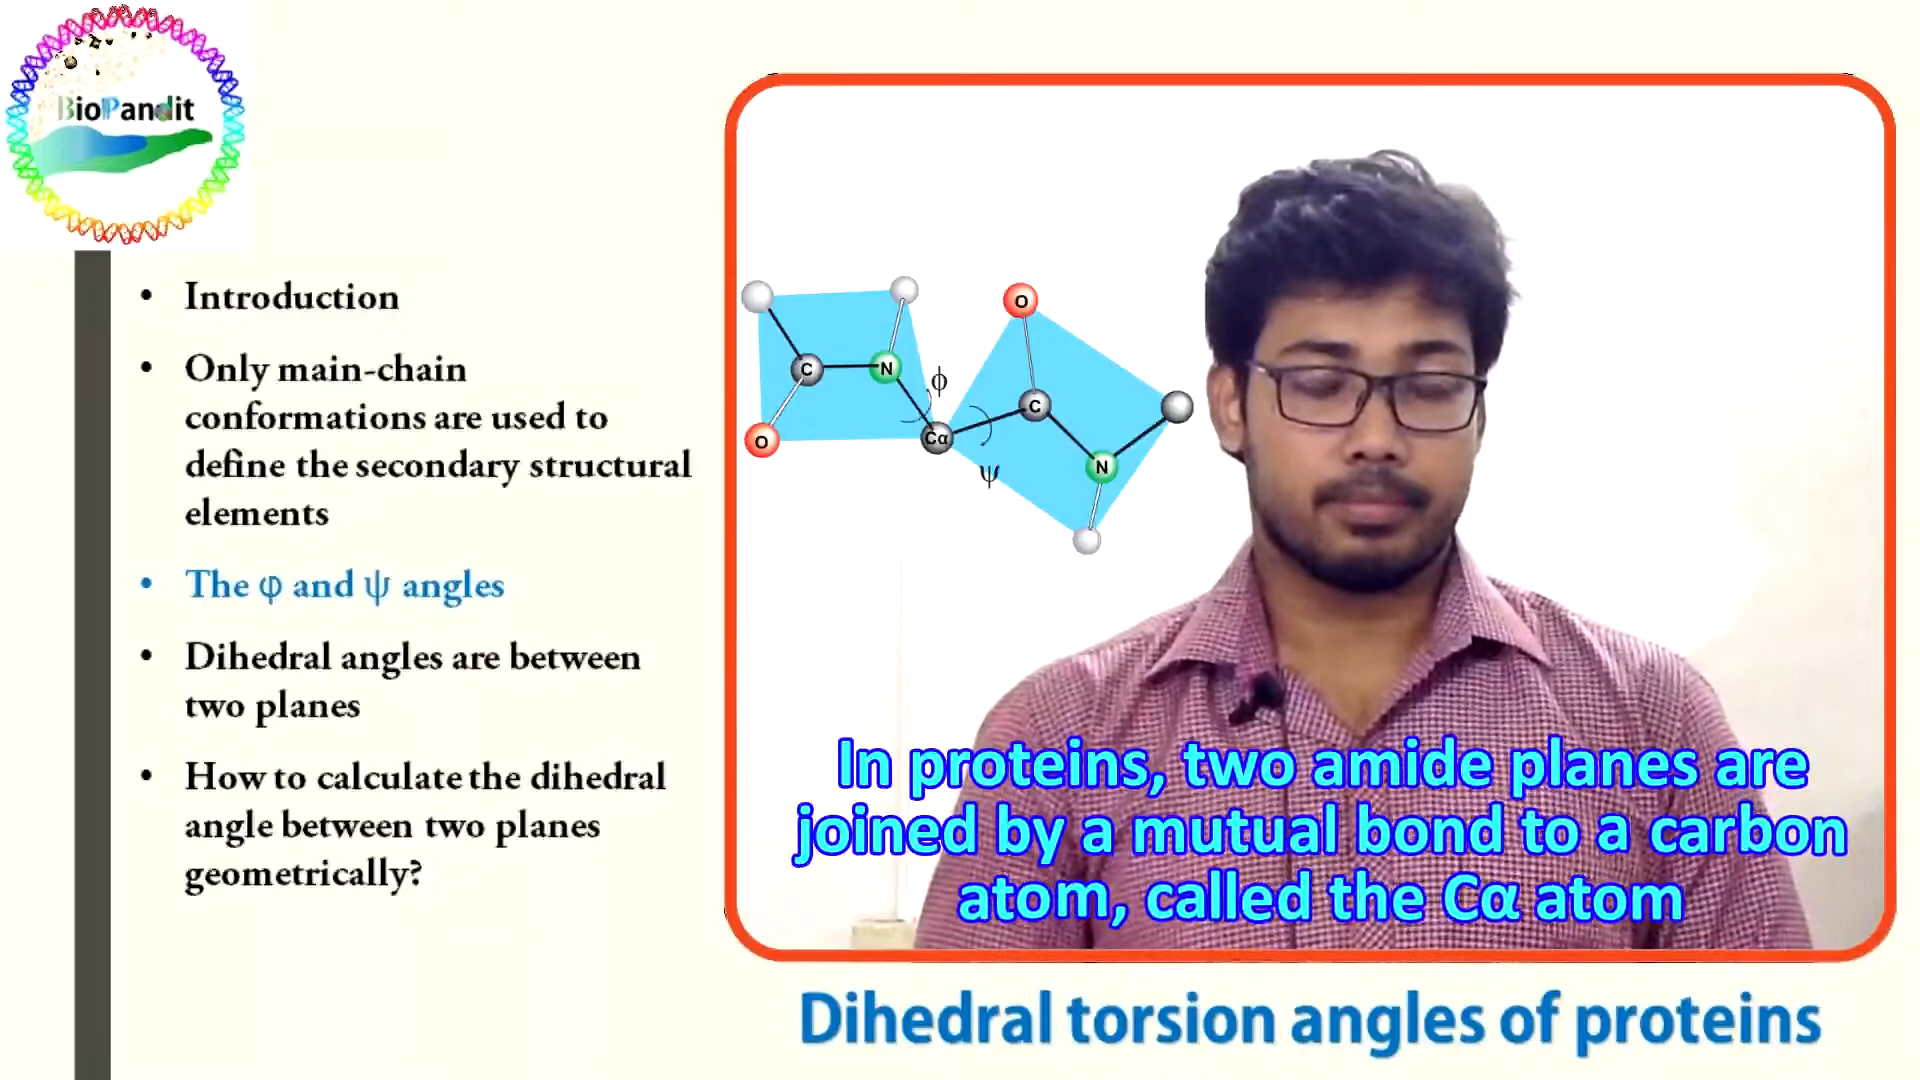 BioPandit
• Introduction
• Only main-chain
conformations are used to
define the secondary structural
elements
• The φ and ψ angles
• Dihedral angles are between
two planes
• How to calculate the dihedral
angle between two planes
geometrically?
O
C
N
ϕ
C
O
Cα
N
ψ
In proteins, two amide planes are
joined by a mutual bond to a carbon
atom, called the Cα atom
Dihedral torsion angles of proteins